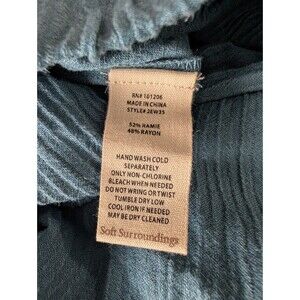 RN# 101206
MADE IN CHINA
STYLE# 2EW35
52% RAMIE
48% RAYON
HAND WASH COLD
SEPARATELY
ONLY NON-CHLORINE
BLEACH WHEN NEEDED
DO NOT WRING OR TWIST
TUMBLE DRY LOW
COOL IRON IF NEEDED
MAY BE DRY CLEANED
Soft Surroundings